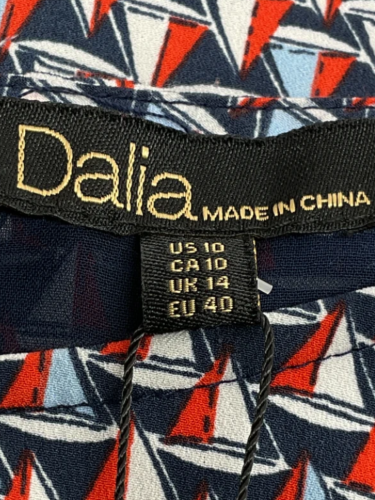 Dalia MADE IN CHINA
US 10
CA 10
UK 14
EU 40